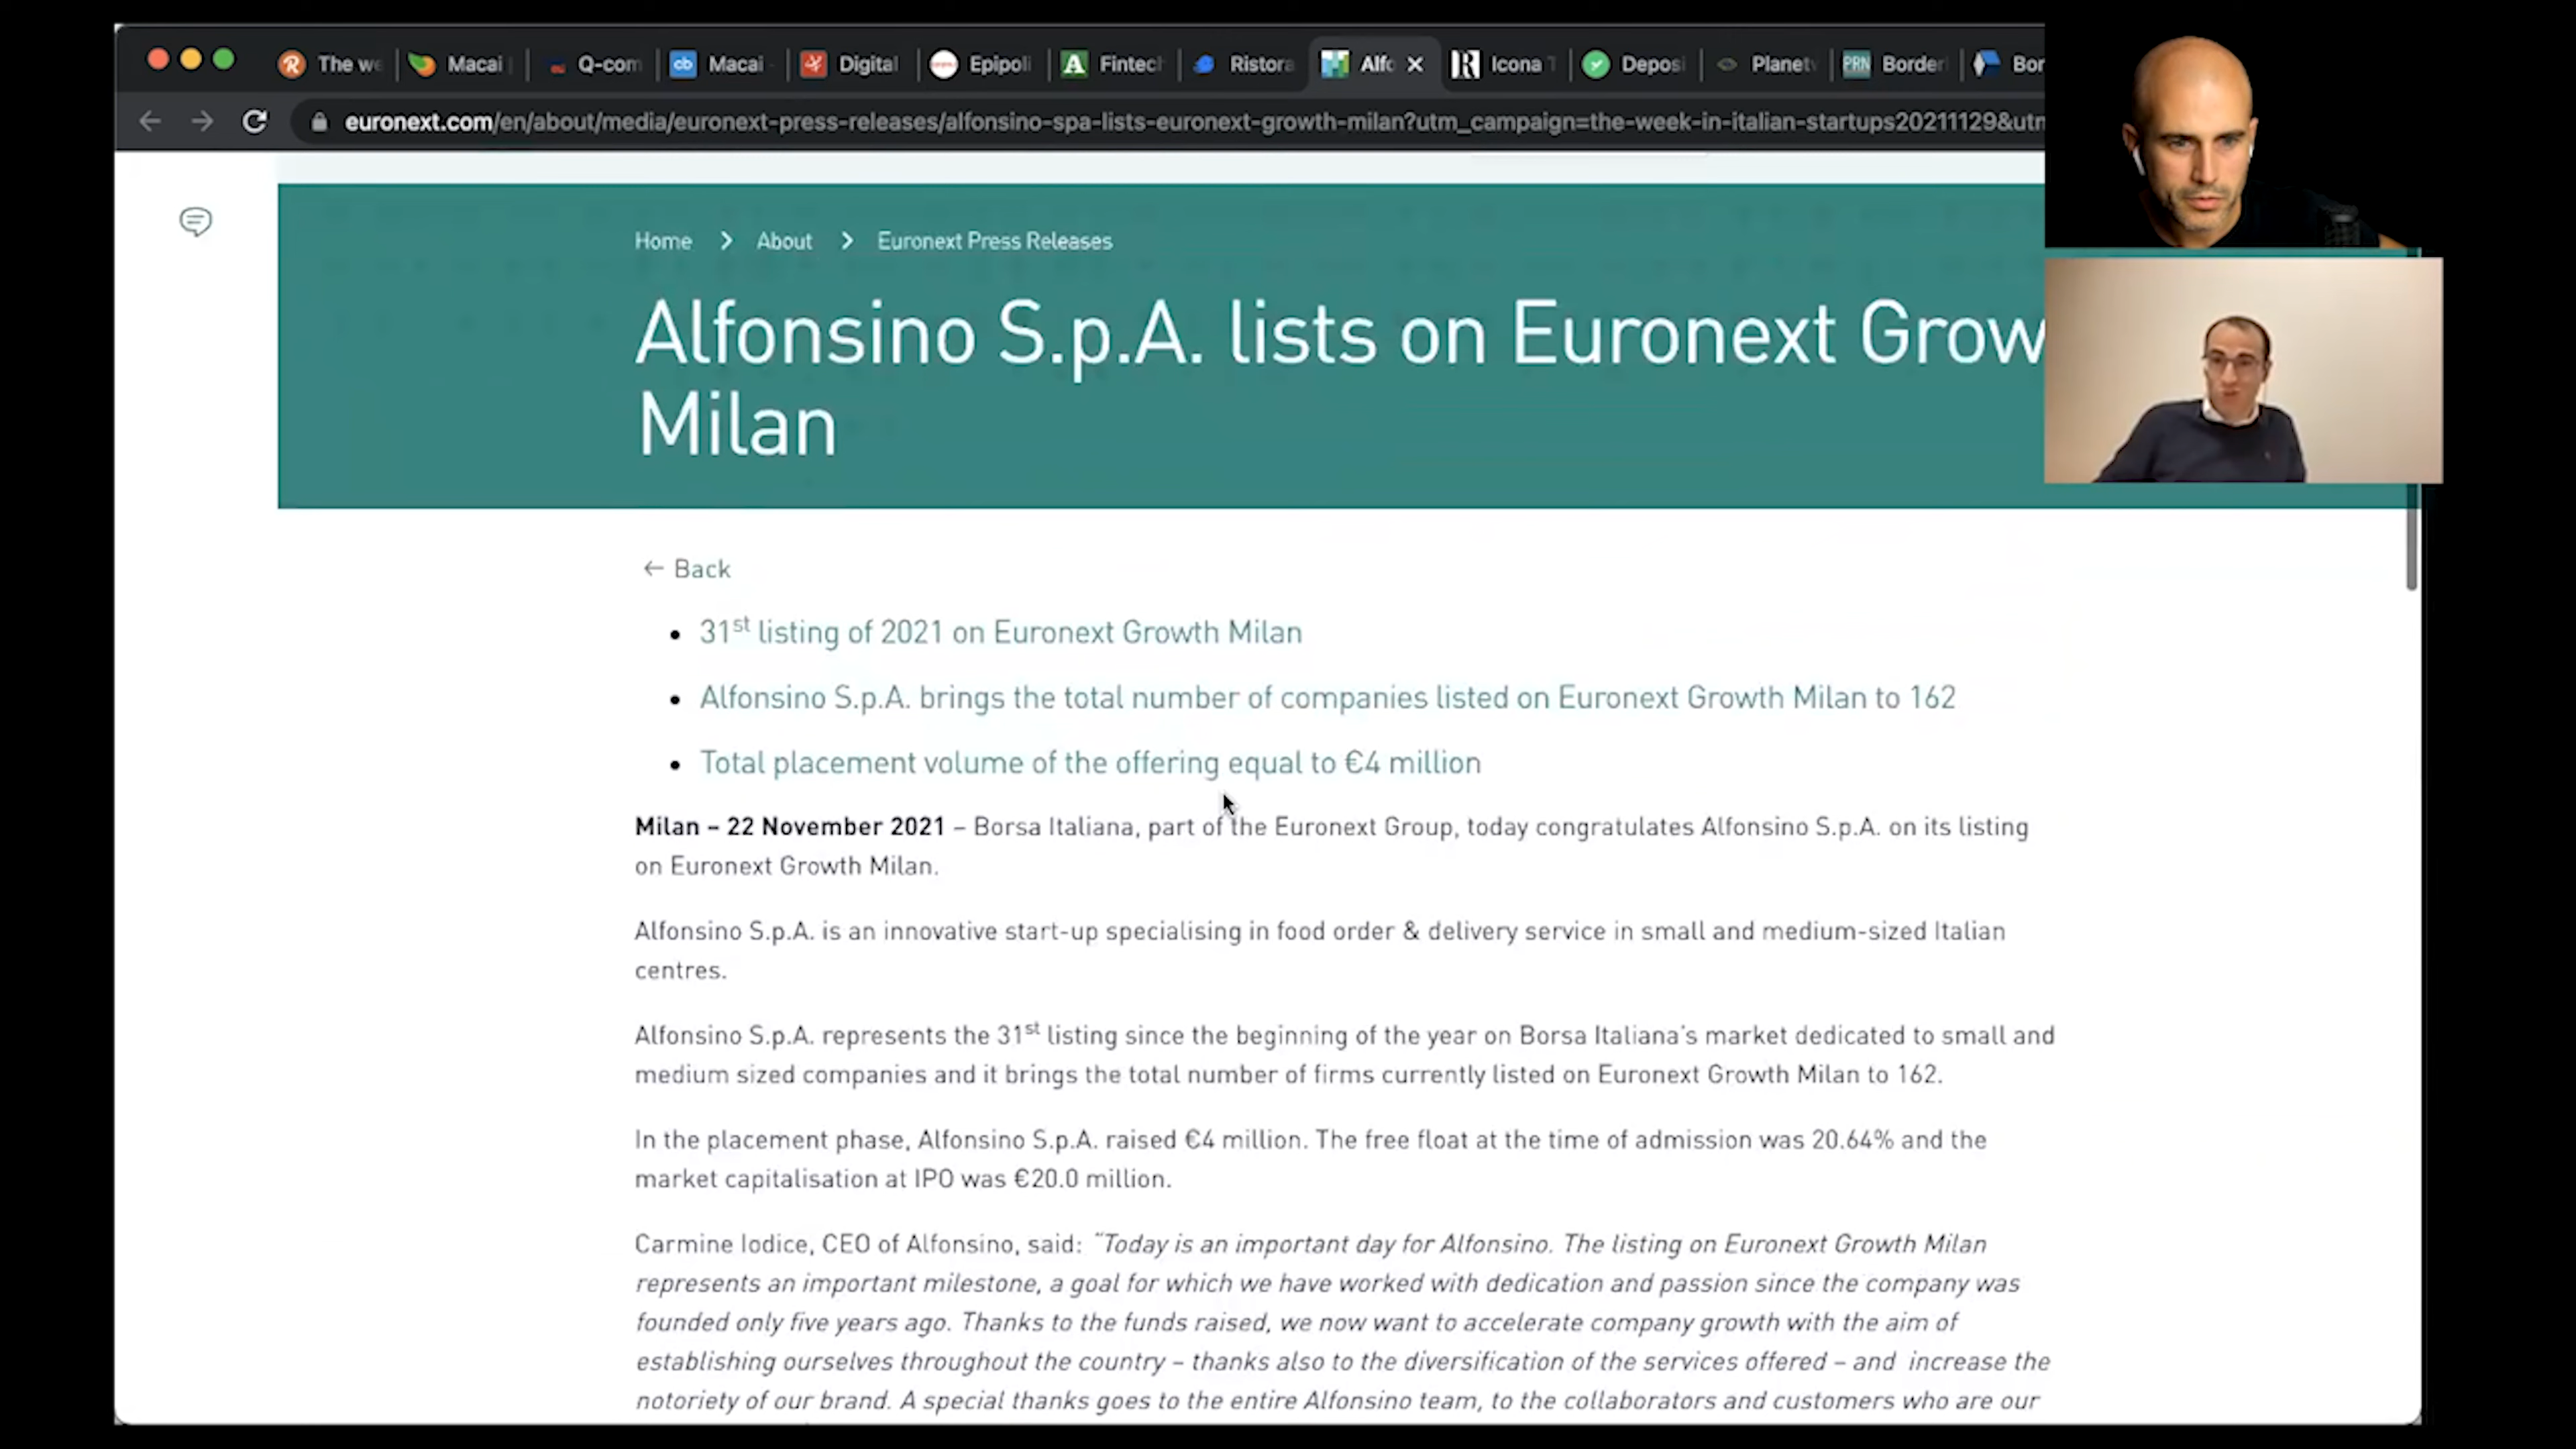 The we Macai Q-com Macai Digital Epipoli Fintech Ristora Alfo Icona T Deposi Planet Border Bor
euronext.com/en/about/media/euronext-press-releases/alfonsino-spa-lists-euronext-growth-milan?utm_campaign=the-week-in-italian-startups20211129&utm
Home > About > Euronext Press Releases
Alfonsino S.p.A. lists on Euronext Grow
Milan
← Back
• 31st listing of 2021 on Euronext Growth Milan
• Alfonsino S.p.A. brings the total number of companies listed on Euronext Growth Milan to 162
• Total placement volume of the offering equal to €4 million
Milan – 22 November 2021 – Borsa Italiana, part of the Euronext Group, today congratulates Alfonsino S.p.A. on its listing
on Euronext Growth Milan.
Alfonsino S.p.A. is an innovative start-up specialising in food order & delivery service in small and medium-sized Italian
centres.
Alfonsino S.p.A. represents the 31st listing since the beginning of the year on Borsa Italiana's market dedicated to small and
medium sized companies and it brings the total number of firms currently listed on Euronext Growth Milan to 162.
In the placement phase, Alfonsino S.p.A. raised €4 million. The free float at the time of admission was 20.64% and the
market capitalisation at IPO was €20.0 million.
Carmine Iodice, CEO of Alfonsino, said: "Today is an important day for Alfonsino. The listing on Euronext Growth Milan
represents an important milestone, a goal for which we have worked with dedication and passion since the company was
founded only five years ago. Thanks to the funds raised, we now want to accelerate company growth with the aim of
establishing ourselves throughout the country – thanks also to the diversification of the services offered – and increase the
notoriety of our brand. A special thanks goes to the entire Alfonsino team, to the collaborators and customers who are our